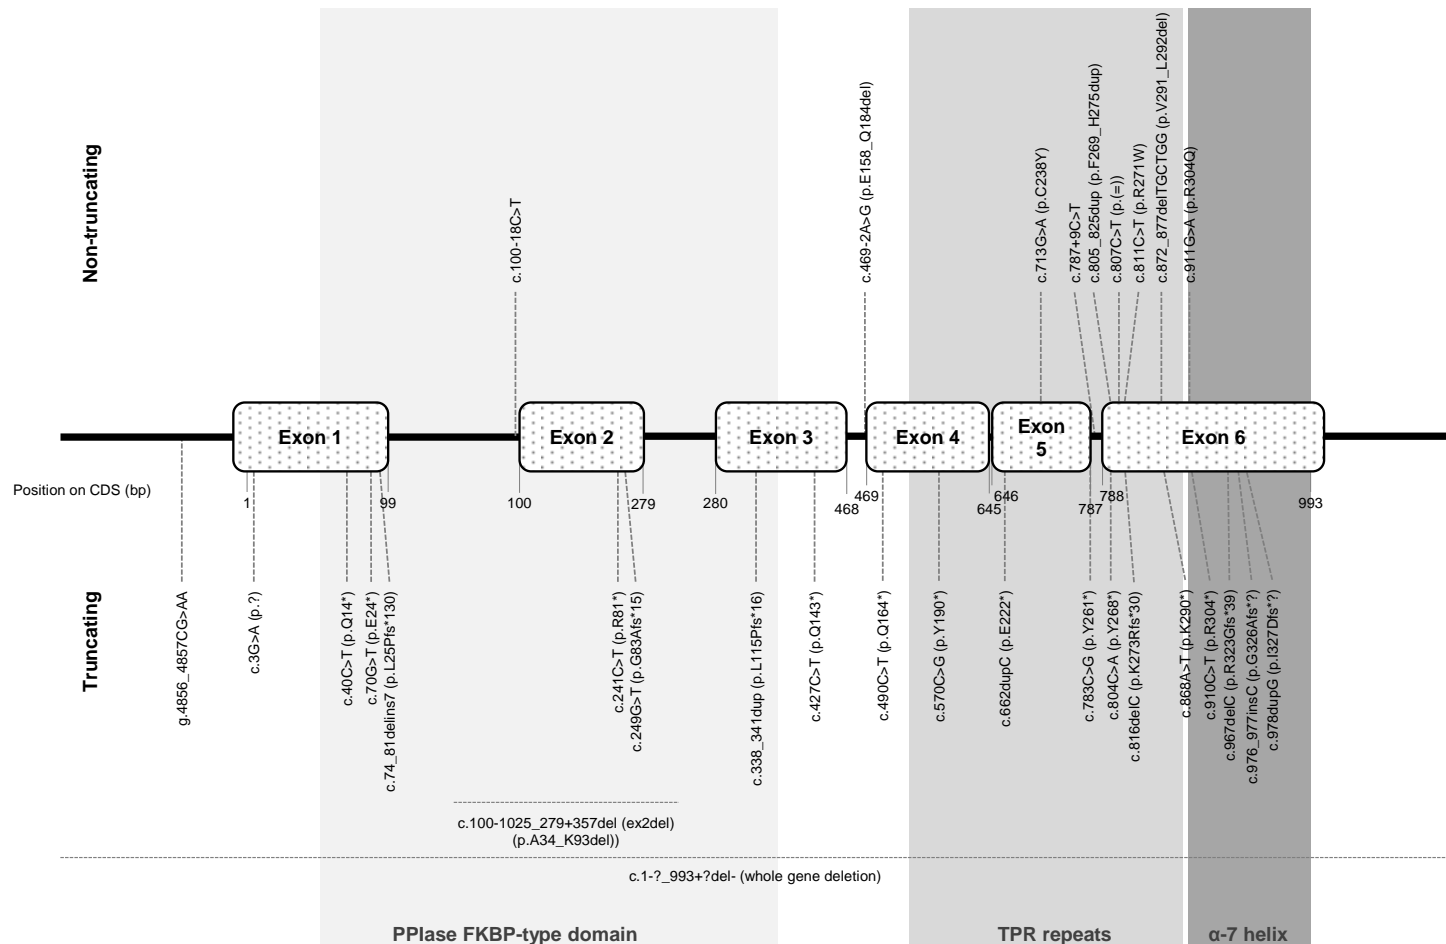 Non-truncating
c.100-18C>T
c.469-2A>G (p.E158_Q184del)
c.713G>A (p.C238Y)
c.787+9C>T
c.805_825dup (p.F269_H275dup)
c.807C>T (p.(=))
c.811C>T (p.R271W)
c.872_877delTGCTGG (p.V291_L292del)
c.911G>A (p.R304Q)
Exon 1
Exon 2
Exon 3
Exon 4
Exon
5
Exon 6
Position on CDS (bp)
1
99
100
279
280
468
469
645
646
787
788
993
Truncating
g.4856_4857CG>AA
c.3G>A (p.?)
c.40C>T (p.Q14*)
c.70G>T (p.E24*)
c.74_81delins7 (p.L25Pfs*130)
c.241C>T (p.R81*)
c.249G>T (p.G83Afs*15)
c.338_341dup (p.L115Pfs*16)
c.427C>T (p.Q143*)
c.490C>T (p.Q164*)
c.570C>G (p.Y190*)
c.662dupC (p.E222*)
c.783C>G (p.Y261*)
c.804C>A (p.Y268*)
c.816delC (p.K273Rfs*30)
c.868A>T (p.K290*)
c.910C>T (p.R304*)
c.967delC (p.R323Gfs*39)
c.976_977insC (p.G326Afs*?)
c.978dupG (p.I327Dfs*?)
c.100-1025_279+357del (ex2del)
(p.A34_K93del))
c.1-?_993+?del- (whole gene deletion)
PPIase FKBP-type domain
TPR repeats
α-7 helix